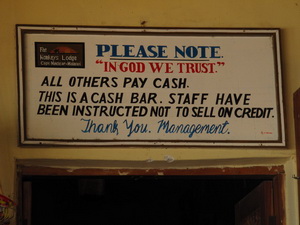 The
PLEASE NOTE.
"IN GOD WE TRUST."
ALL OTHERS PAY CASH.
THIS IS A CASH BAR. STAFF HAVE
BEEN INSTRUCTED NOT TO SELL ON CREDIT.
Thank You. Management.